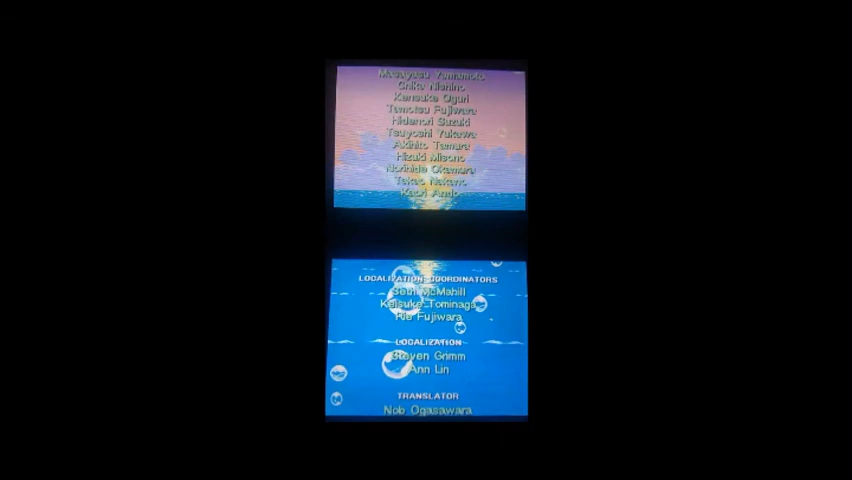 Masayasu Yamamoto
Chika Nishino
Kensuke Oguri
Tamotsu Fujiwara
Hidenori Suzuki
Tsuyoshi Yukawa
Akihito Tamura
Hizuki Misono
Norihide Okamura
Takao Nakano
Kaori Ando
LOCALIZATION COORDINATORS
Seth McMahill
Keisuke Tominaga
Rie Fujiwara
LOCALIZATION
Steven Grimm
Ann Lin
TRANSLATOR
Nob Ogasawara